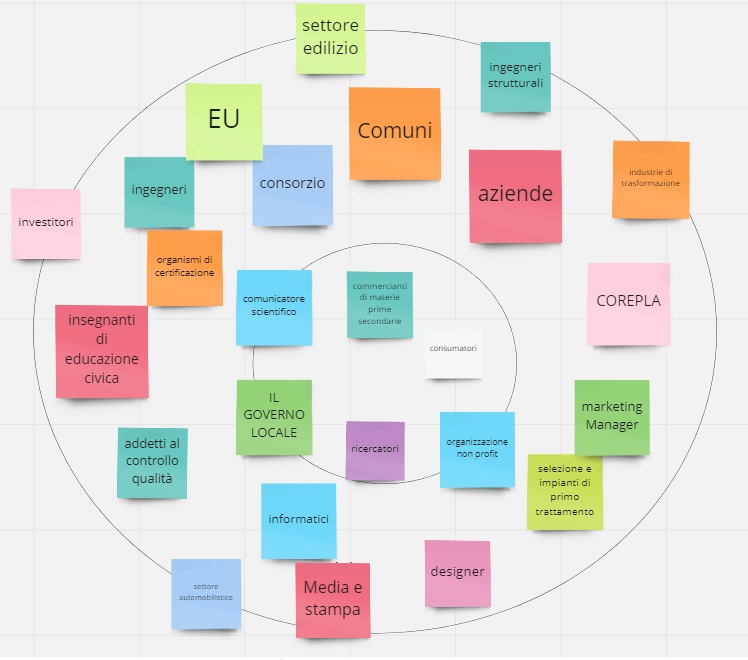 settore
edilizio
ingegneri
strutturali
EU
Comuni
consorzio
ingegneri
aziende
industrie di
trasformazione
investitori
organismi di
certificazione
comunicatore
scientifico
commercianti
di materie
prime
secondarie
COREPLA
insegnanti
di
educazione
civica
consumatori
IL
GOVERNO
LOCALE
marketing
Manager
addetti al
controllo
qualità
ricercatori
organizzazione
non profit
selezione e
impianti di
primo
trattamento
informatici
settore
automobilistico
Media e
stampa
designer